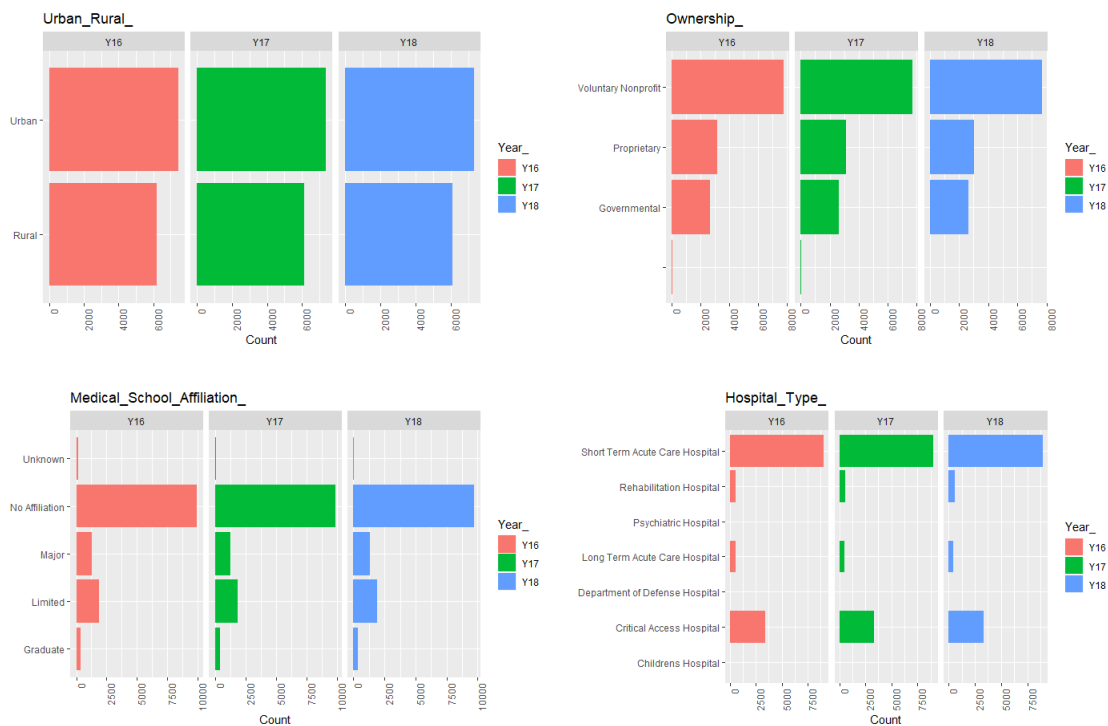 Urban_Rural_
Y16 Y17 Y18
Urban
Rural
0 2000 4000 6000 0 2000 4000 6000 0 2000 4000 6000
Count
Year_
Y16
Y17
Y18
Ownership_
Y16 Y17 Y18
Voluntary Nonprofit
Proprietary
Governmental
0 2000 4000 6000 8000 0 2000 4000 6000 8000 0 2000 4000 6000 8000
Count
Year_
Y16
Y17
Y18
Medical_School_Affiliation_
Y16 Y17 Y18
Unknown
No Affiliation
Major
Limited
Graduate
0 2500 5000 7500 10000 0 2500 5000 7500 10000 0 2500 5000 7500 10000
Count
Year_
Y16
Y17
Y18
Hospital_Type_
Y16 Y17 Y18
Short Term Acute Care Hospital
Rehabilitation Hospital
Psychiatric Hospital
Long Term Acute Care Hospital
Department of Defense Hospital
Critical Access Hospital
Childrens Hospital
0 2500 5000 7500 0 2500 5000 7500 0 2500 5000 7500
Count
Year_
Y16
Y17
Y18